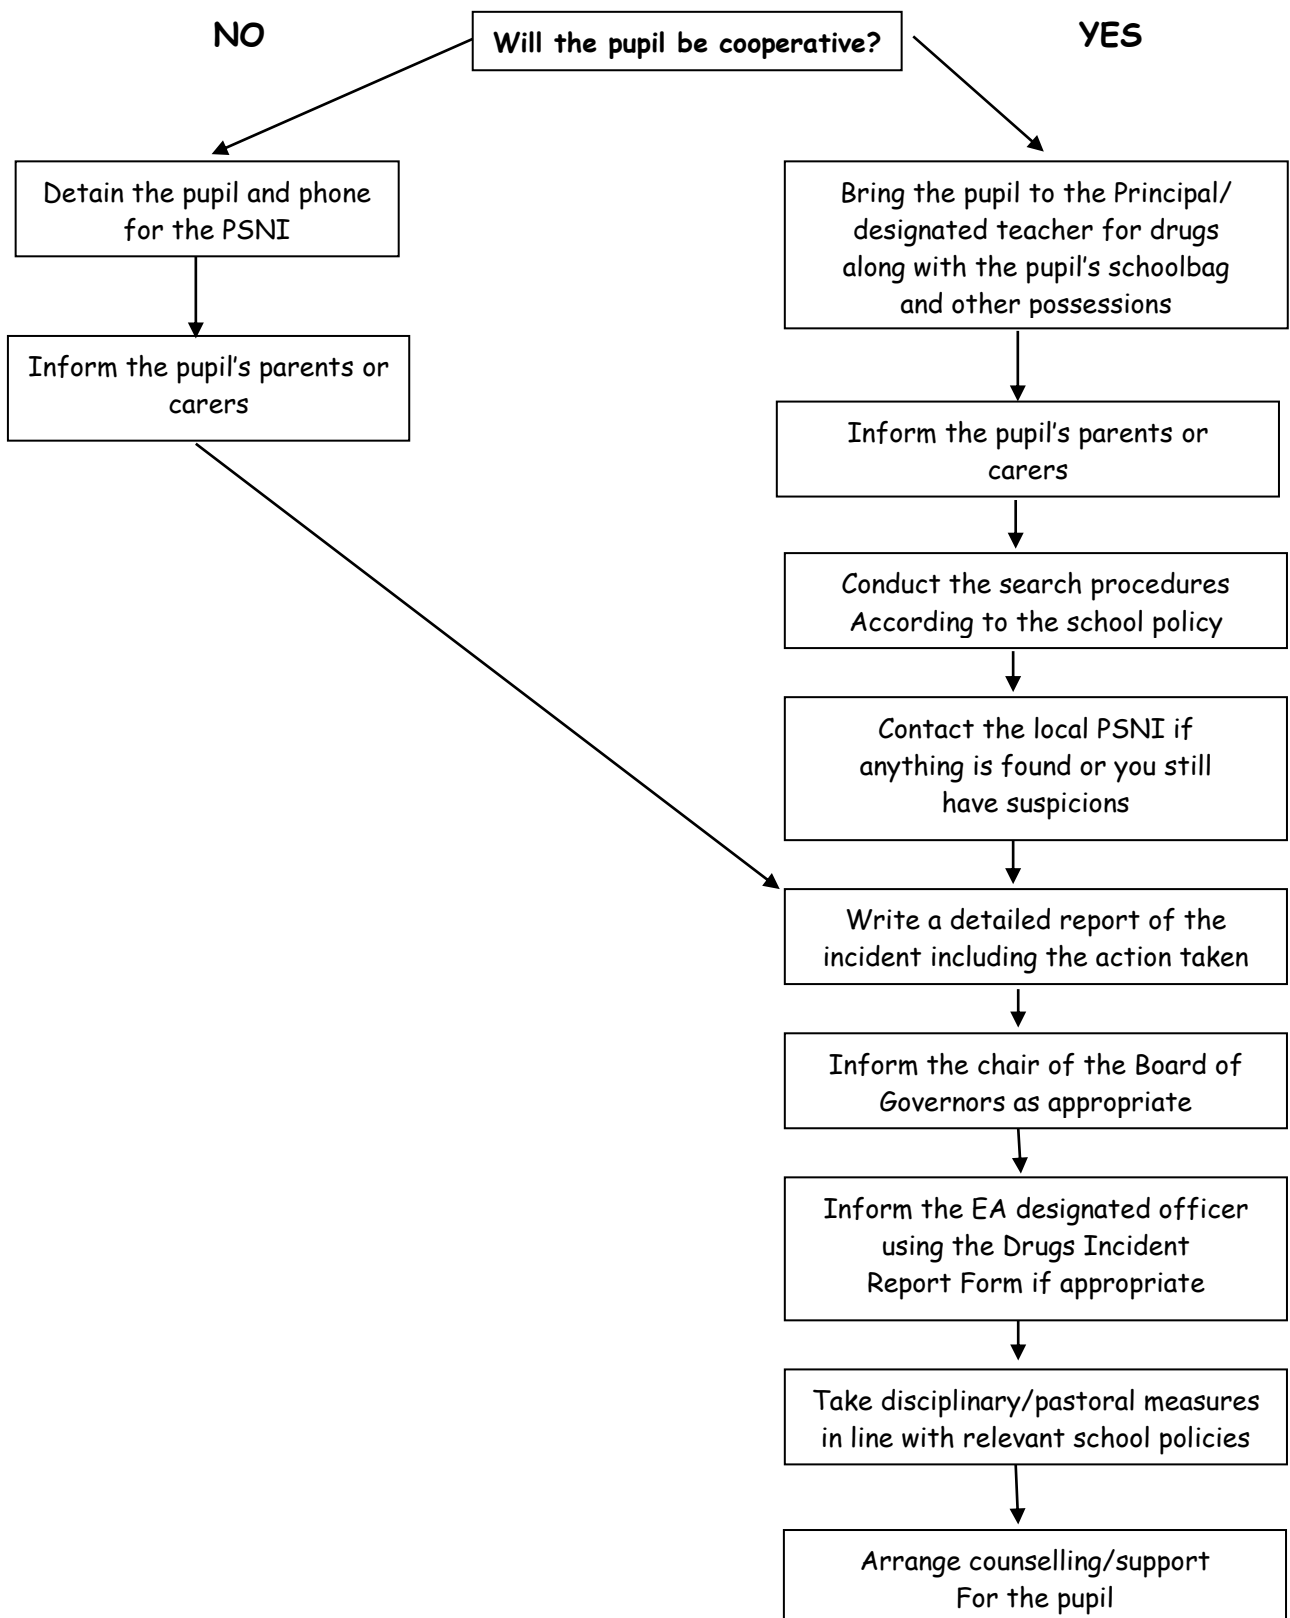 NO
Will the pupil be cooperative?
YES
Detain the pupil and phone
for the PSNI
Inform the pupil's parents or
carers
Bring the pupil to the Principal/
designated teacher for drugs
along with the pupil's schoolbag
and other possessions
Inform the pupil's parents or
carers
Conduct the search procedures
According to the school policy
Contact the local PSNI if
anything is found or you still
have suspicions
Write a detailed report of the
incident including the action taken
Inform the chair of the Board of
Governors as appropriate
Inform the EA designated officer
using the Drugs Incident
Report Form if appropriate
Take disciplinary/pastoral measures
in line with relevant school policies
Arrange counselling/support
For the pupil